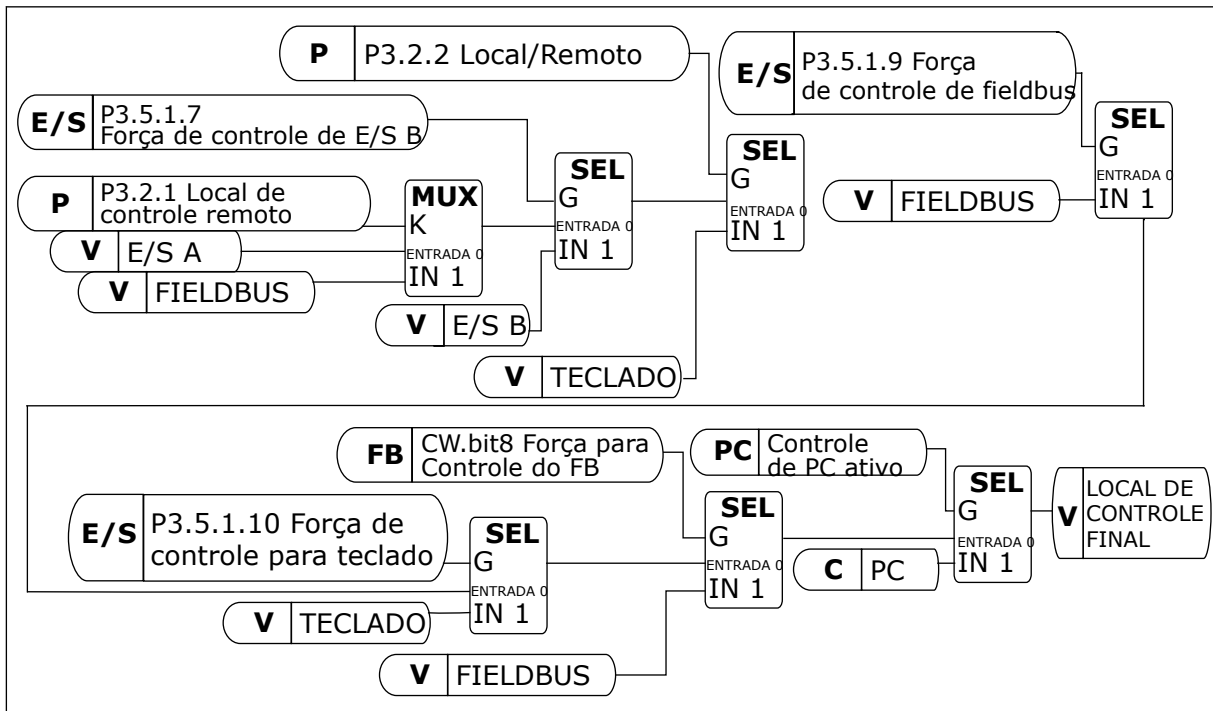 P P3.2.2 Local/Remoto
E/S P3.5.1.9 Força
de controle de fieldbus
E/S P3.5.1.7
Força de controle de E/S B
SEL
G
ENTRADA 0
IN 1
SEL
G
ENTRADA 0
IN 1
SEL
G
ENTRADA 0
IN 1
P P3.2.1 Local de
controle remoto
MUX
K
ENTRADA 0
IN 1
V FIELDBUS
V E/S A
V FIELDBUS
V E/S B
V TECLADO
FB CW.bit8 Força para
Controle do FB
PC Controle
de PC ativo
E/S P3.5.1.10 Força de
controle para teclado
SEL
G
ENTRADA 0
IN 1
SEL
G
ENTRADA 0
IN 1
SEL
G
ENTRADA 0
IN 1
V LOCAL DE
CONTROLE
FINAL
C PC
V TECLADO
V FIELDBUS